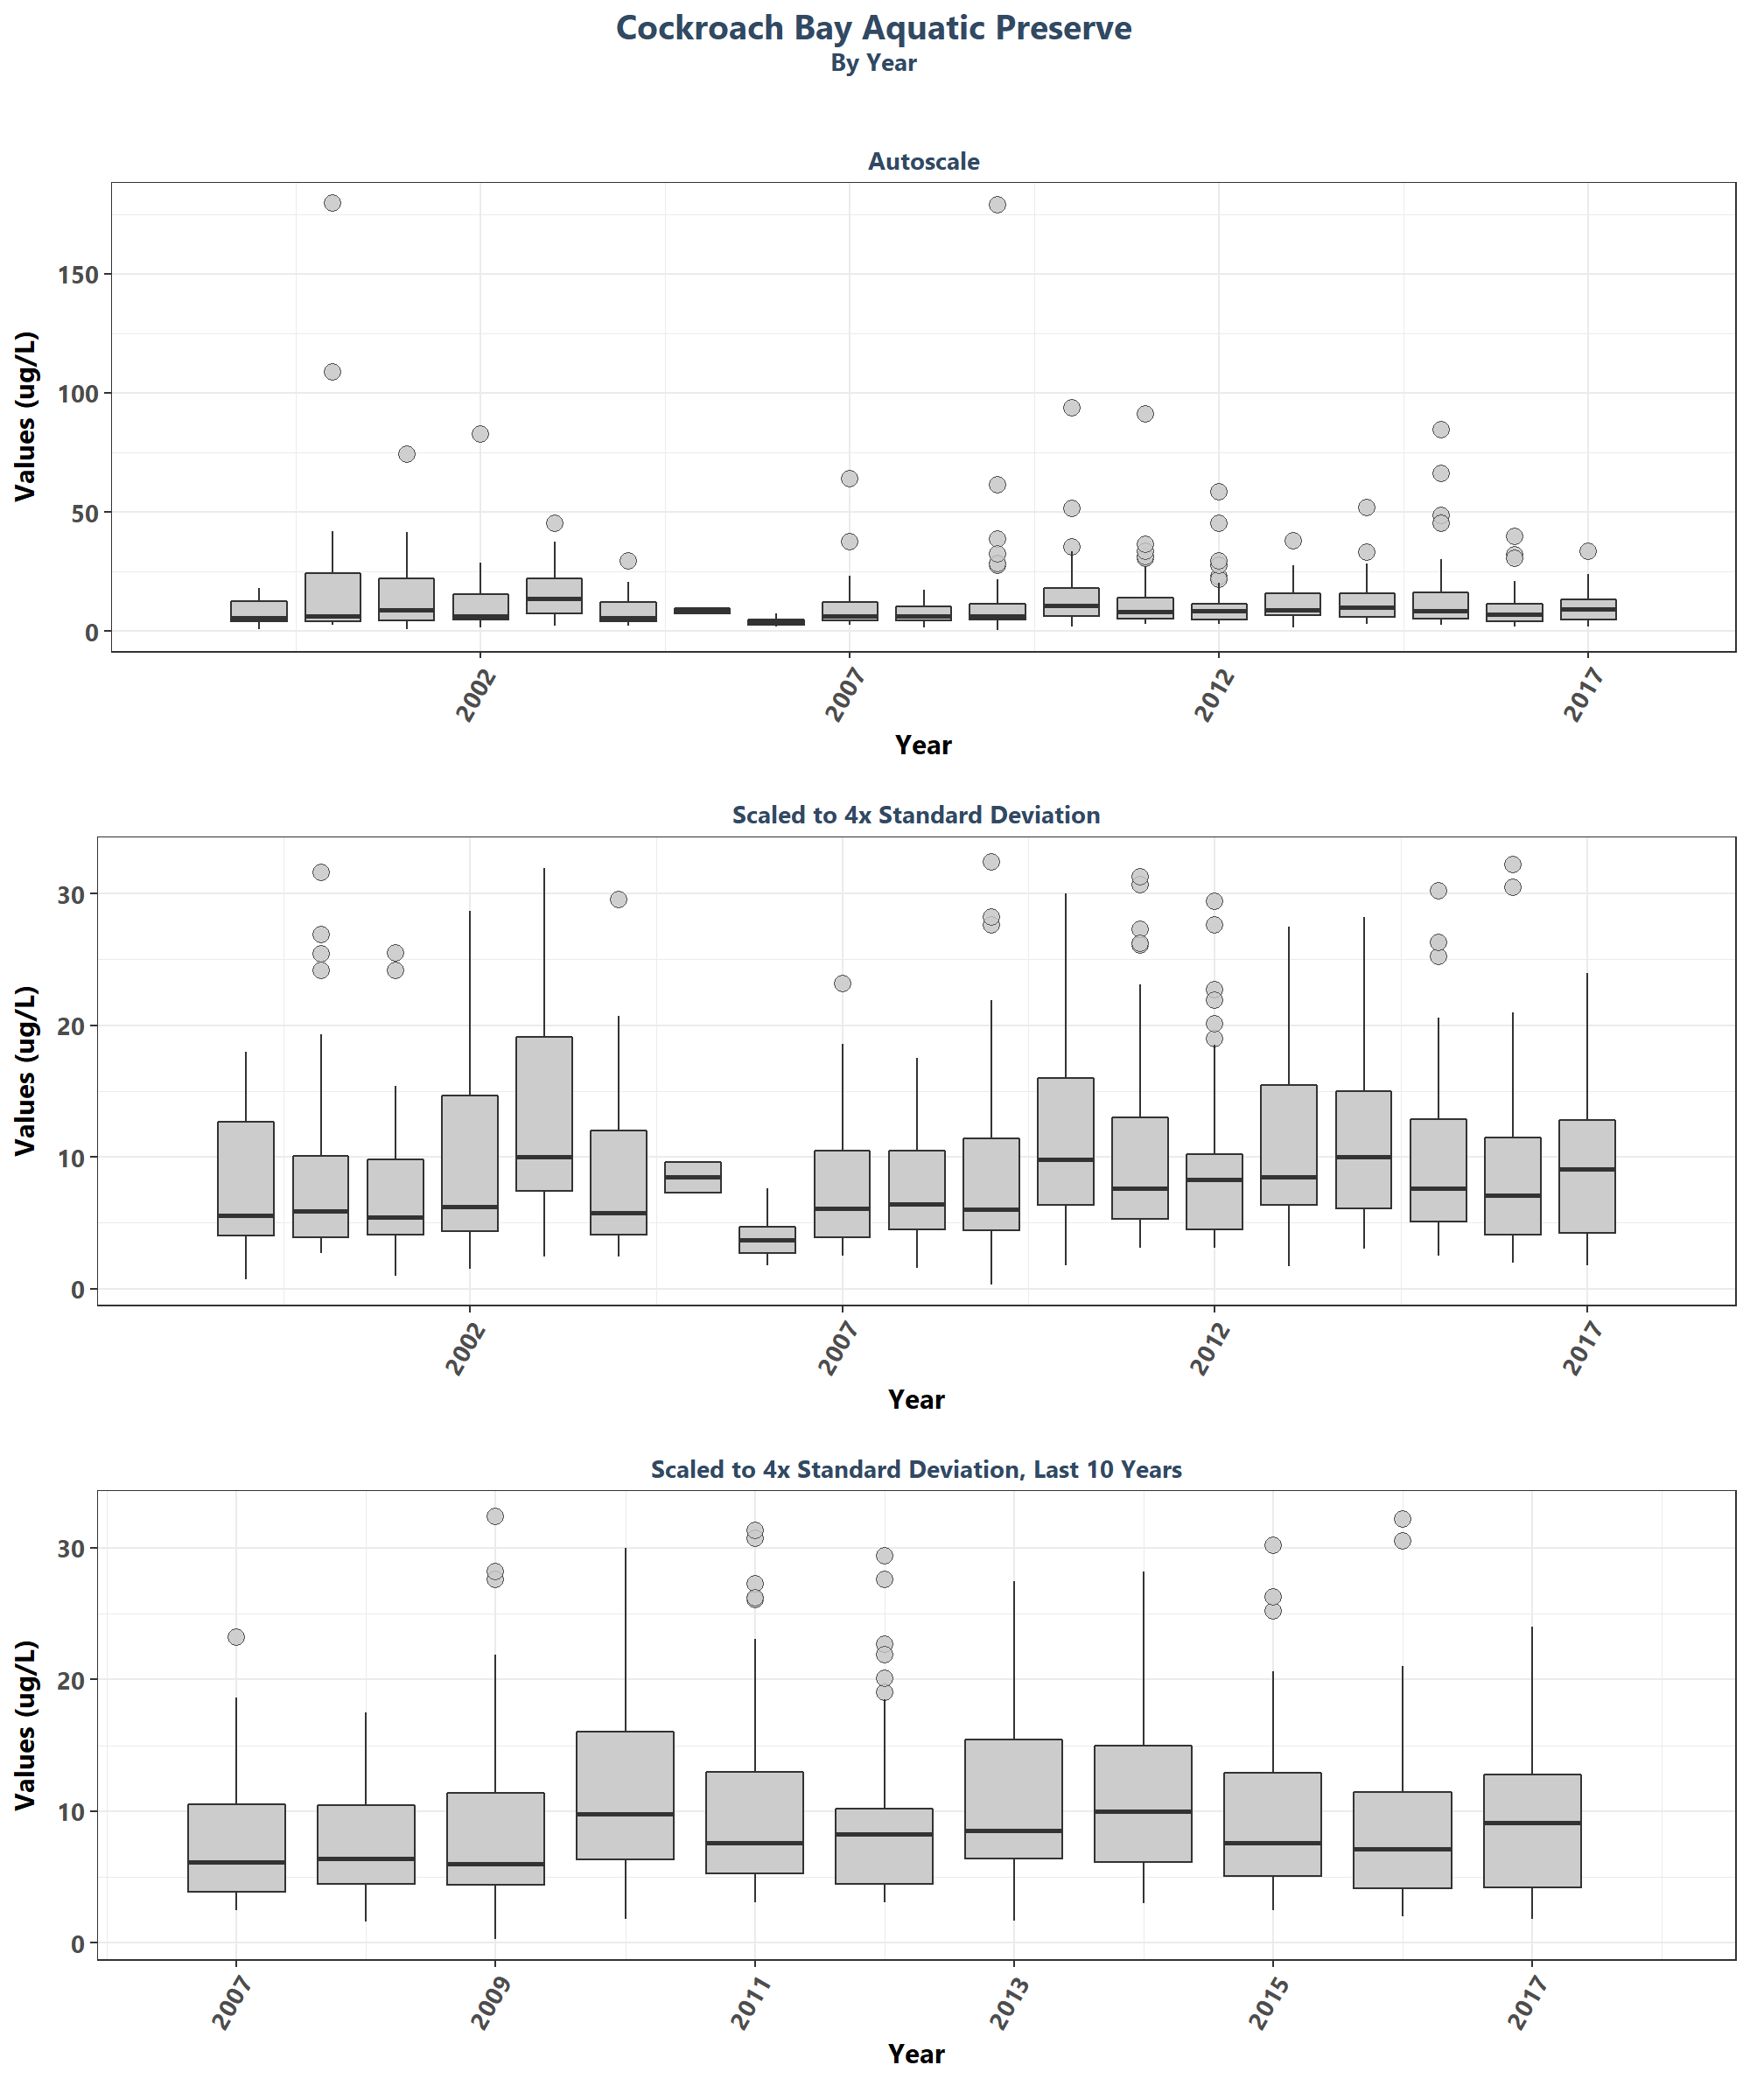 Cockroach Bay Aquatic Preserve
By Year
Autoscale
Values (ug/L)
150
100
50
0
2002
2007
2012
2017
Year
Scaled to 4x Standard Deviation
Values (ug/L)
30
20
10
0
2002
2007
2012
2017
Year
Scaled to 4x Standard Deviation, Last 10 Years
Values (ug/L)
30
20
10
0
2007
2009
2011
2013
2015
2017
Year